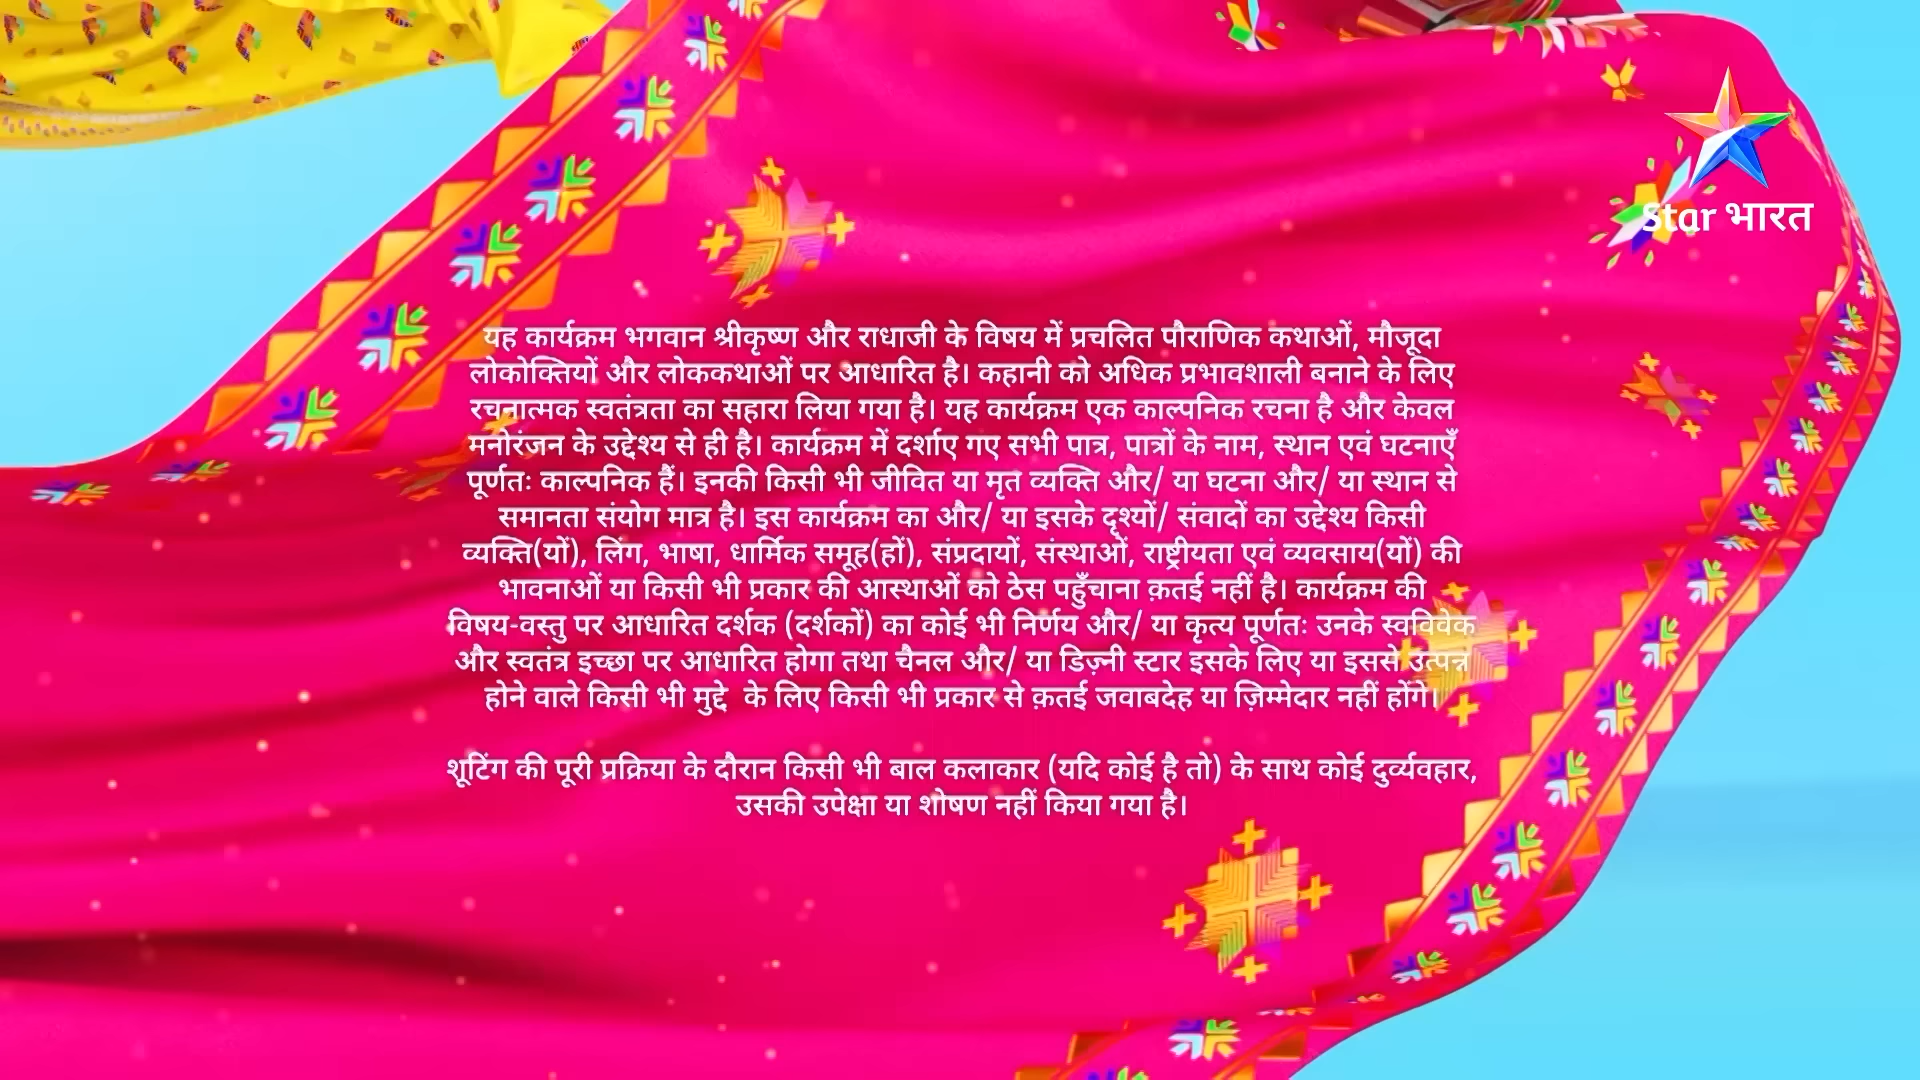 Star भारत
यह कार्यक्रम भगवान श्रीकृष्ण और राधाजी के विषय में प्रचलित पौराणिक कथाओं, मौजूदा
लोकोक्तियों और लोककथाओं पर आधारित है। कहानी को अधिक प्रभावशाली बनाने के लिए
रचनात्मक स्वतंत्रता का सहारा लिया गया है। यह कार्यक्रम एक काल्पनिक रचना है और केवल
मनोरंजन के उद्देश्य से ही है। कार्यक्रम में दर्शाए गए सभी पात्र, पात्रों के नाम, स्थान एवं घटनाएँ
पूर्णतः काल्पनिक हैं। इनकी किसी भी जीवित या मृत व्यक्ति और/ या घटना और/ या स्थान से
समानता संयोग मात्र है। इस कार्यक्रम का और/ या इसके दृश्यों/ संवादों का उद्देश्य किसी
व्यक्ति(यों), लिंग, भाषा, धार्मिक समूह(हों), संप्रदायों, संस्थाओं, राष्ट्रीयता एवं व्यवसाय(यों) की
भावनाओं या किसी भी प्रकार की आस्थाओं को ठेस पहुँचाना क़तई नहीं है। कार्यक्रम की
विषय-वस्तु पर आधारित दर्शक (दर्शकों) का कोई भी निर्णय और/ या कृत्य पूर्णतः उनके स्वविवेक
और स्वतंत्र इच्छा पर आधारित होगा तथा चैनल और/ या डिज़्नी स्टार इसके लिए या इससे उत्पन्न
होने वाले किसी भी मुद्दे के लिए किसी भी प्रकार से क़तई जवाबदेह या ज़िम्मेदार नहीं होंगे।
शूटिंग की पूरी प्रक्रिया के दौरान किसी भी बाल कलाकार (यदि कोई है तो) के साथ कोई दुर्व्यवहार,
उसकी उपेक्षा या शोषण नहीं किया गया है।